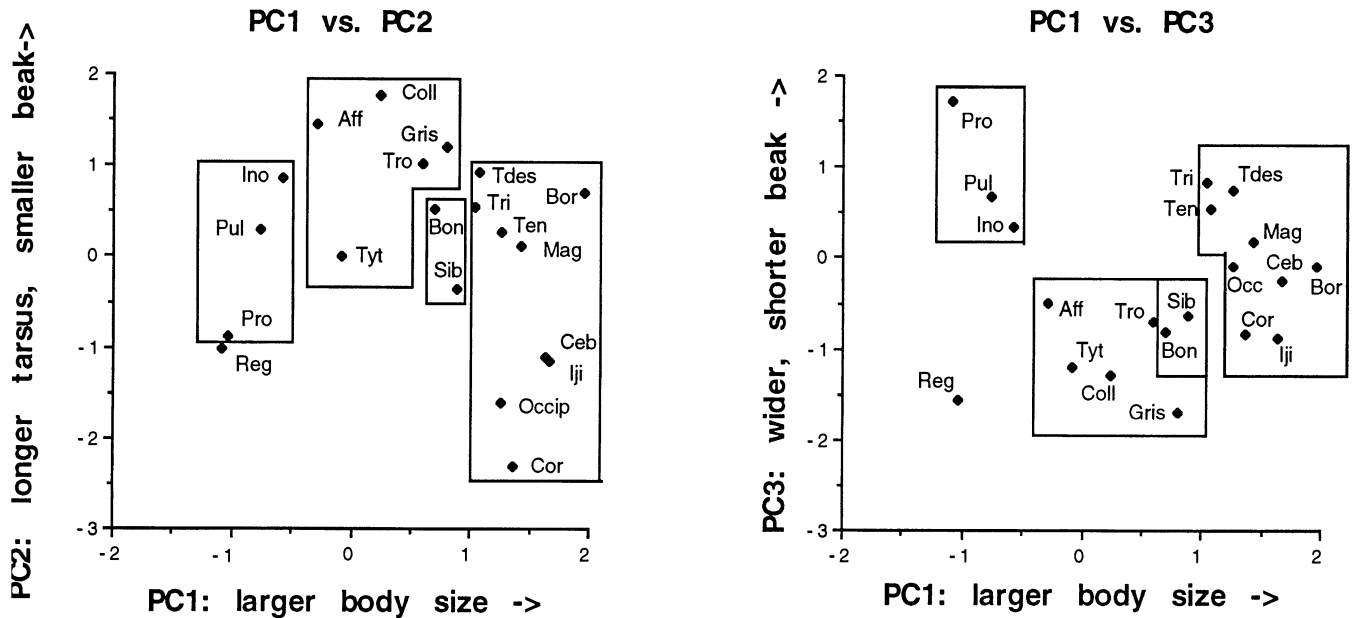 PC1 vs. PC2
PC2: longer tarsus, smaller beak->
2
1
0
-1
-2
-3
-2
-1
0
1
2
Coll
Aff
Gris
Tro
Ino
Tdes
Bor
Tri
Pul
Bon
Ten
Mag
Tyt
Sib
Pro
Reg
Ceb
Iji
Occip
Cor
PC1: larger body size ->
PC1 vs. PC3
PC3: wider, shorter beak ->
2
1
0
-1
-2
-3
-2
-1
0
1
2
Pro
Pul
Ino
Tri
Tdes
Ten
Mag
Ceb
Occ
Bor
Sib
Aff
Tro
Cor
Tyt
Bon
Iji
Reg
Coll
Gris
PC1: larger body size ->